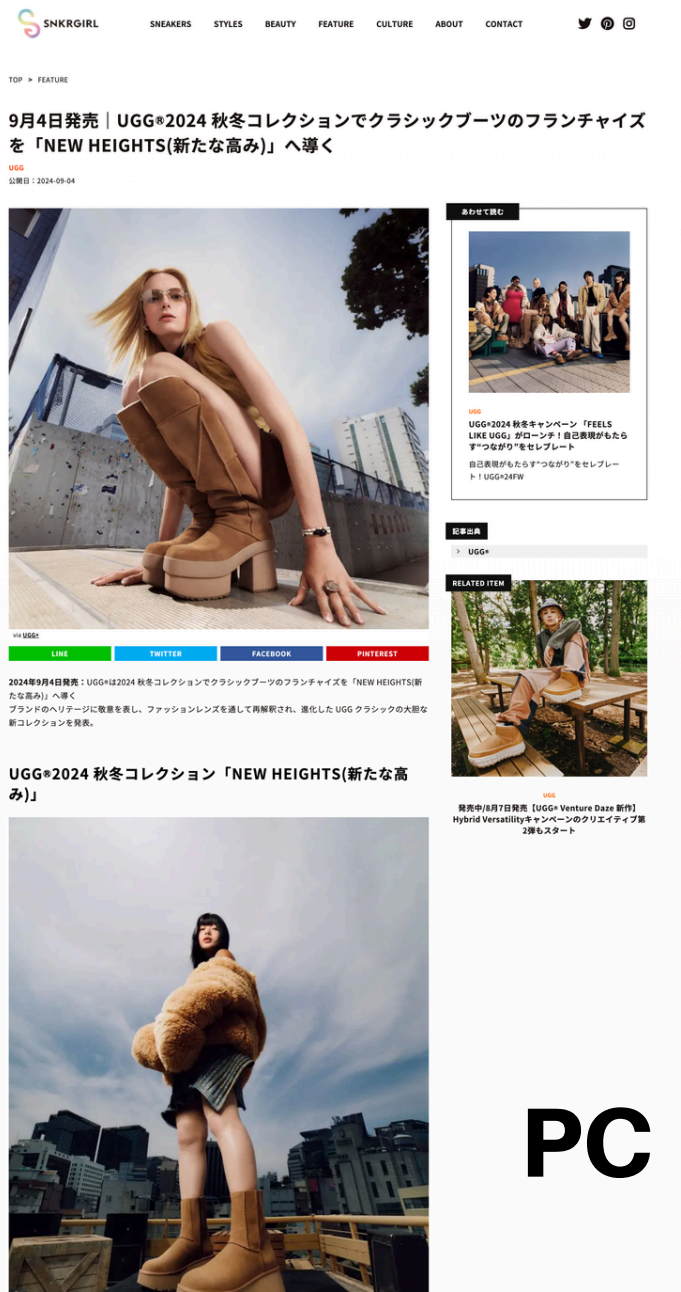 SNKRGIRL
SNEAKERS STYLES BEAUTY FEATURE CULTURE ABOUT CONTACT
TOP > FEATURE
9月4日発売｜UGG®2024 秋冬コレクションでクラシックブーツのフランチャイズ
を「NEW HEIGHTS(新たな高み)」へ導く
UGG
公開日：2024-09-04
via UGG®
LINE TWITTER FACEBOOK PINTEREST
2024年9月4日発売：UGG®は2024 秋冬コレクションでクラシックブーツのフランチャイズを「NEW HEIGHTS(新
たな高み)」へ導く
ブランドのヘリテージに敬意を表し、ファッションレンズを通して再解釈され、進化した UGG クラシックの大胆な
新コレクションを発表。
UGG®2024 秋冬コレクション「NEW HEIGHTS(新たな高
み)」
あわせて読む
UGG
UGG®2024 秋冬キャンペーン 「FEELS
LIKE UGG」がローンチ！自己表現がもたら
す"つながり"をセレブレート
自己表現がもたらす"つながり"をセレブレー
ト！UGG®24FW
記事出典
> UGG®
RELATED ITEM
UGG
発売中/8月7日発売【UGG® Venture Daze 新作】
Hybrid Versatilityキャンペーンのクリエイティブ第
2弾もスタート
PC